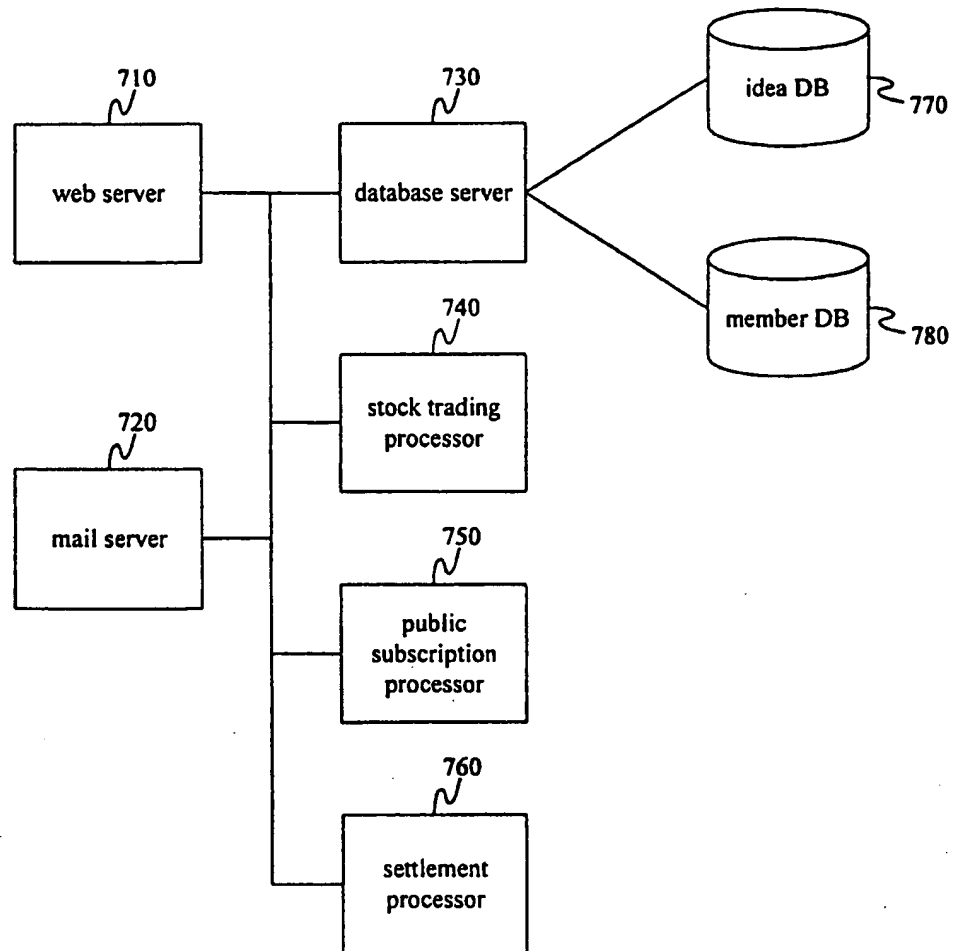 710
web server
730
database server
idea DB
770
member DB
780
740
stock trading
processor
720
mail server
750
public
subscription
processor
760
settlement
processor